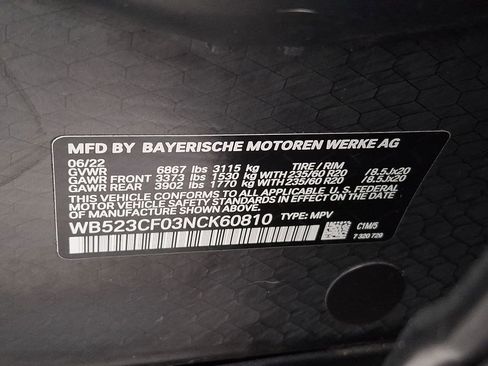 MFD BY BAYERISCHE MOTOREN WERKE AG
06/22
GVWR 6867 lbs 3115 kg TIRE / RIM
GAWR FRONT 3373 lbs 1530 kg WITH 235/60 R20 / 8.5Jx20
GAWR REAR 3902 lbs 1770 kg WITH 235/60 R20 / 8.5Jx20
THIS VEHICLE CONFORMS TO ALL APPLICABLE U. S. FEDERAL
MOTOR VEHICLE SAFETY STANDARDS IN EFFECT ON THE DATE OF
MANUFACTURE SHOWN ABOVE.
WB523CF03NCK60810 TYPE: MPV
C1M/5
7 320 729